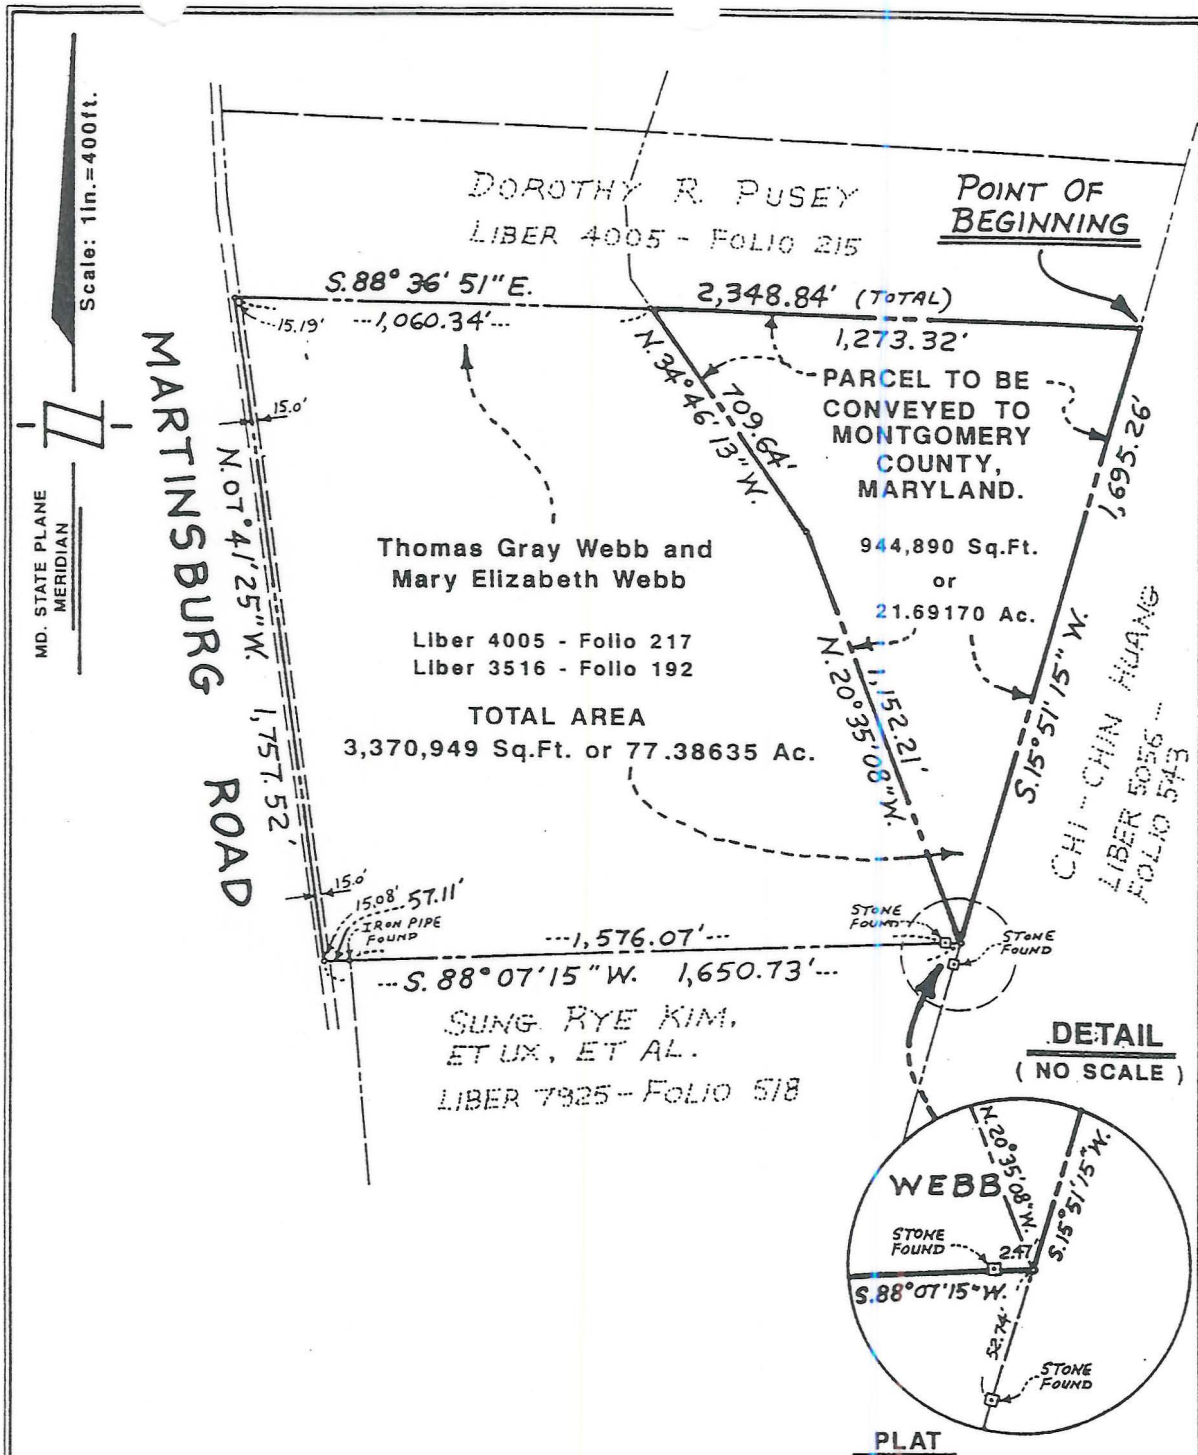 Scale: 1in.=400ft.
MD. STATE PLANE
MERIDIAN
DOROTHY R. PUSEY
LIBER 4005 - FOLIO 215
POINT OF
BEGINNING
S.88°36'51"E.
2,348.84' (TOTAL)
15.19'
1,060.34'
1,273.32'
MARTINSBURG ROAD
15.0'
N.07°41'25"W. 1,757.52'
N.34°46'13"W.
709.64'
PARCEL TO BE
CONVEYED TO
MONTGOMERY
COUNTY,
MARYLAND.
944,890 Sq.Ft.
or
21.69170 Ac.
1,695.26'
S.15°51'15"W.
Thomas Gray Webb and
Mary Elizabeth Webb
Liber 4005 - Folio 217
Liber 3516 - Folio 192
TOTAL AREA
3,370,949 Sq.Ft. or 77.38635 Ac.
1,152.21'
N.20°35'08"W.
CHI-CHIN HUANG
LIBER 5056 -
FOLIO 543
15.0'
15.08' 57.11'
IRON PIPE
FOUND
1,576.07'
STONE
FOUND
STONE
FOUND
S.88°07'15"W. 1,650.73'
SUNG RYE KIM,
ET UX, ET AL.
LIBER 7925 - FOLIO 518
DETAIL
( NO SCALE )
N.20°35'08"W.
S.15°51'15"W.
WEBB
STONE
FOUND
2.47
S.88°07'15"W.
52.74'
STONE
FOUND
PLAT